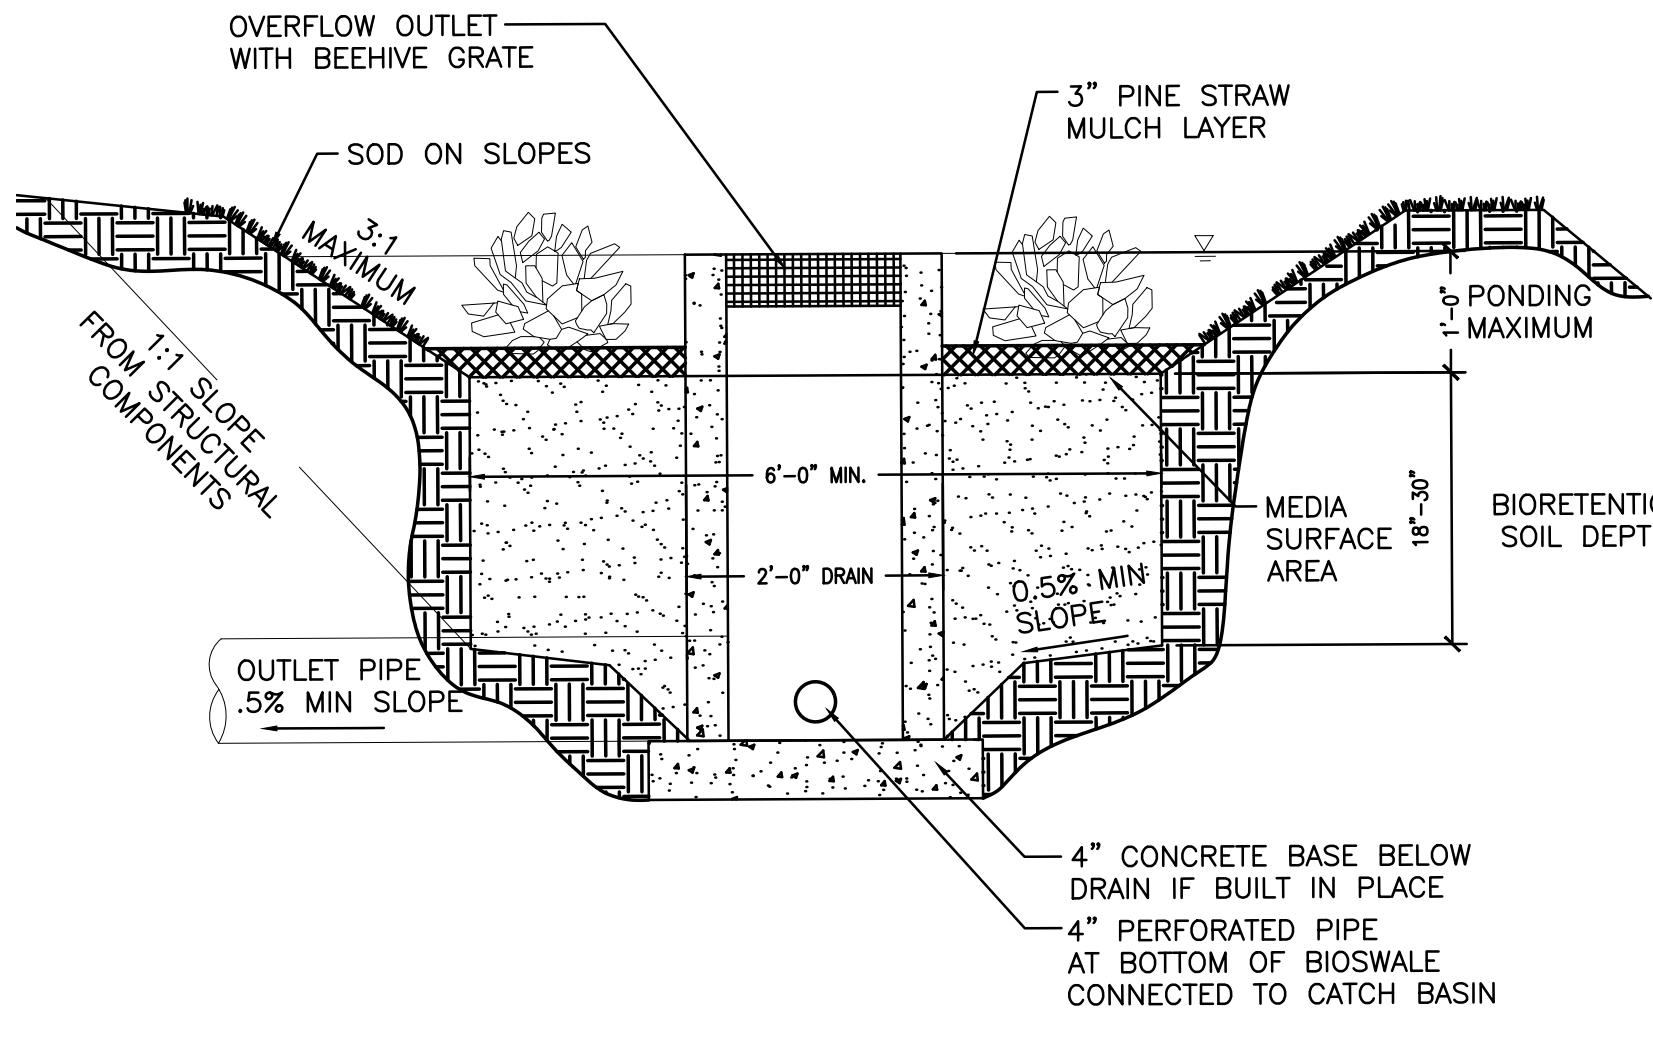 OVERFLOW OUTLET
WITH BEEHIVE GRATE
3” PINE STRAW
MULCH LAYER
SOD ON SLOPES
3:1
MAXIMUM
1'-0"
PONDING
MAXIMUM
1:1 SLOPE
FROM STRUCTURAL
COMPONENTS
6'-0" MIN.
18"-30"
MEDIA
SURFACE
AREA
BIORETENTIO
SOIL DEPT
2'-0" DRAIN
0.5% MIN
SLOPE
OUTLET PIPE
.5% MIN SLOPE
4” CONCRETE BASE BELOW
DRAIN IF BUILT IN PLACE
4” PERFORATED PIPE
AT BOTTOM OF BIOSWALE
CONNECTED TO CATCH BASIN